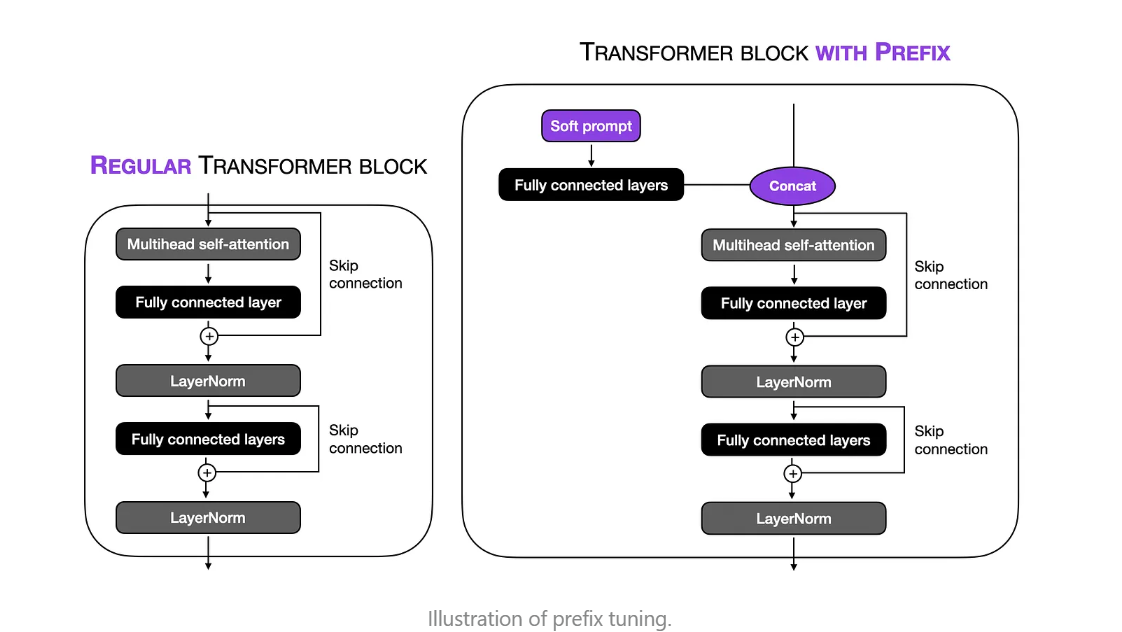 REGULAR TRANSFORMER BLOCK
Multihead self-attention
Fully connected layer
+
Skip
connection
LayerNorm
Fully connected layers
+
Skip
connection
LayerNorm
TRANSFORMER BLOCK WITH PREFIX
Soft prompt
Fully connected layers
Concat
Multihead self-attention
Fully connected layer
+
Skip
connection
LayerNorm
Fully connected layers
+
Skip
connection
LayerNorm
Illustration of prefix tuning.